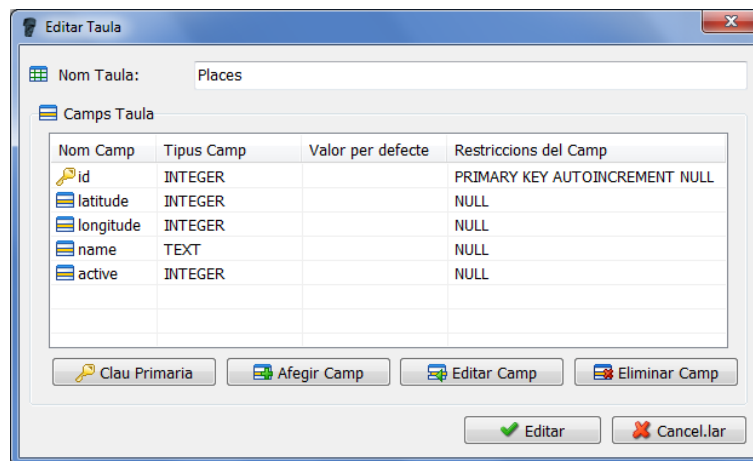 Editar Taula
Nom Taula: Places
Camps Taula
Nom Camp Tipus Camp Valor per defecte Restriccions del Camp
id INTEGER PRIMARY KEY AUTOINCREMENT NULL
latitude INTEGER NULL
longitude INTEGER NULL
name TEXT NULL
active INTEGER NULL
Clau Primaria Afegir Camp Editar Camp Eliminar Camp
Editar Cancel.lar